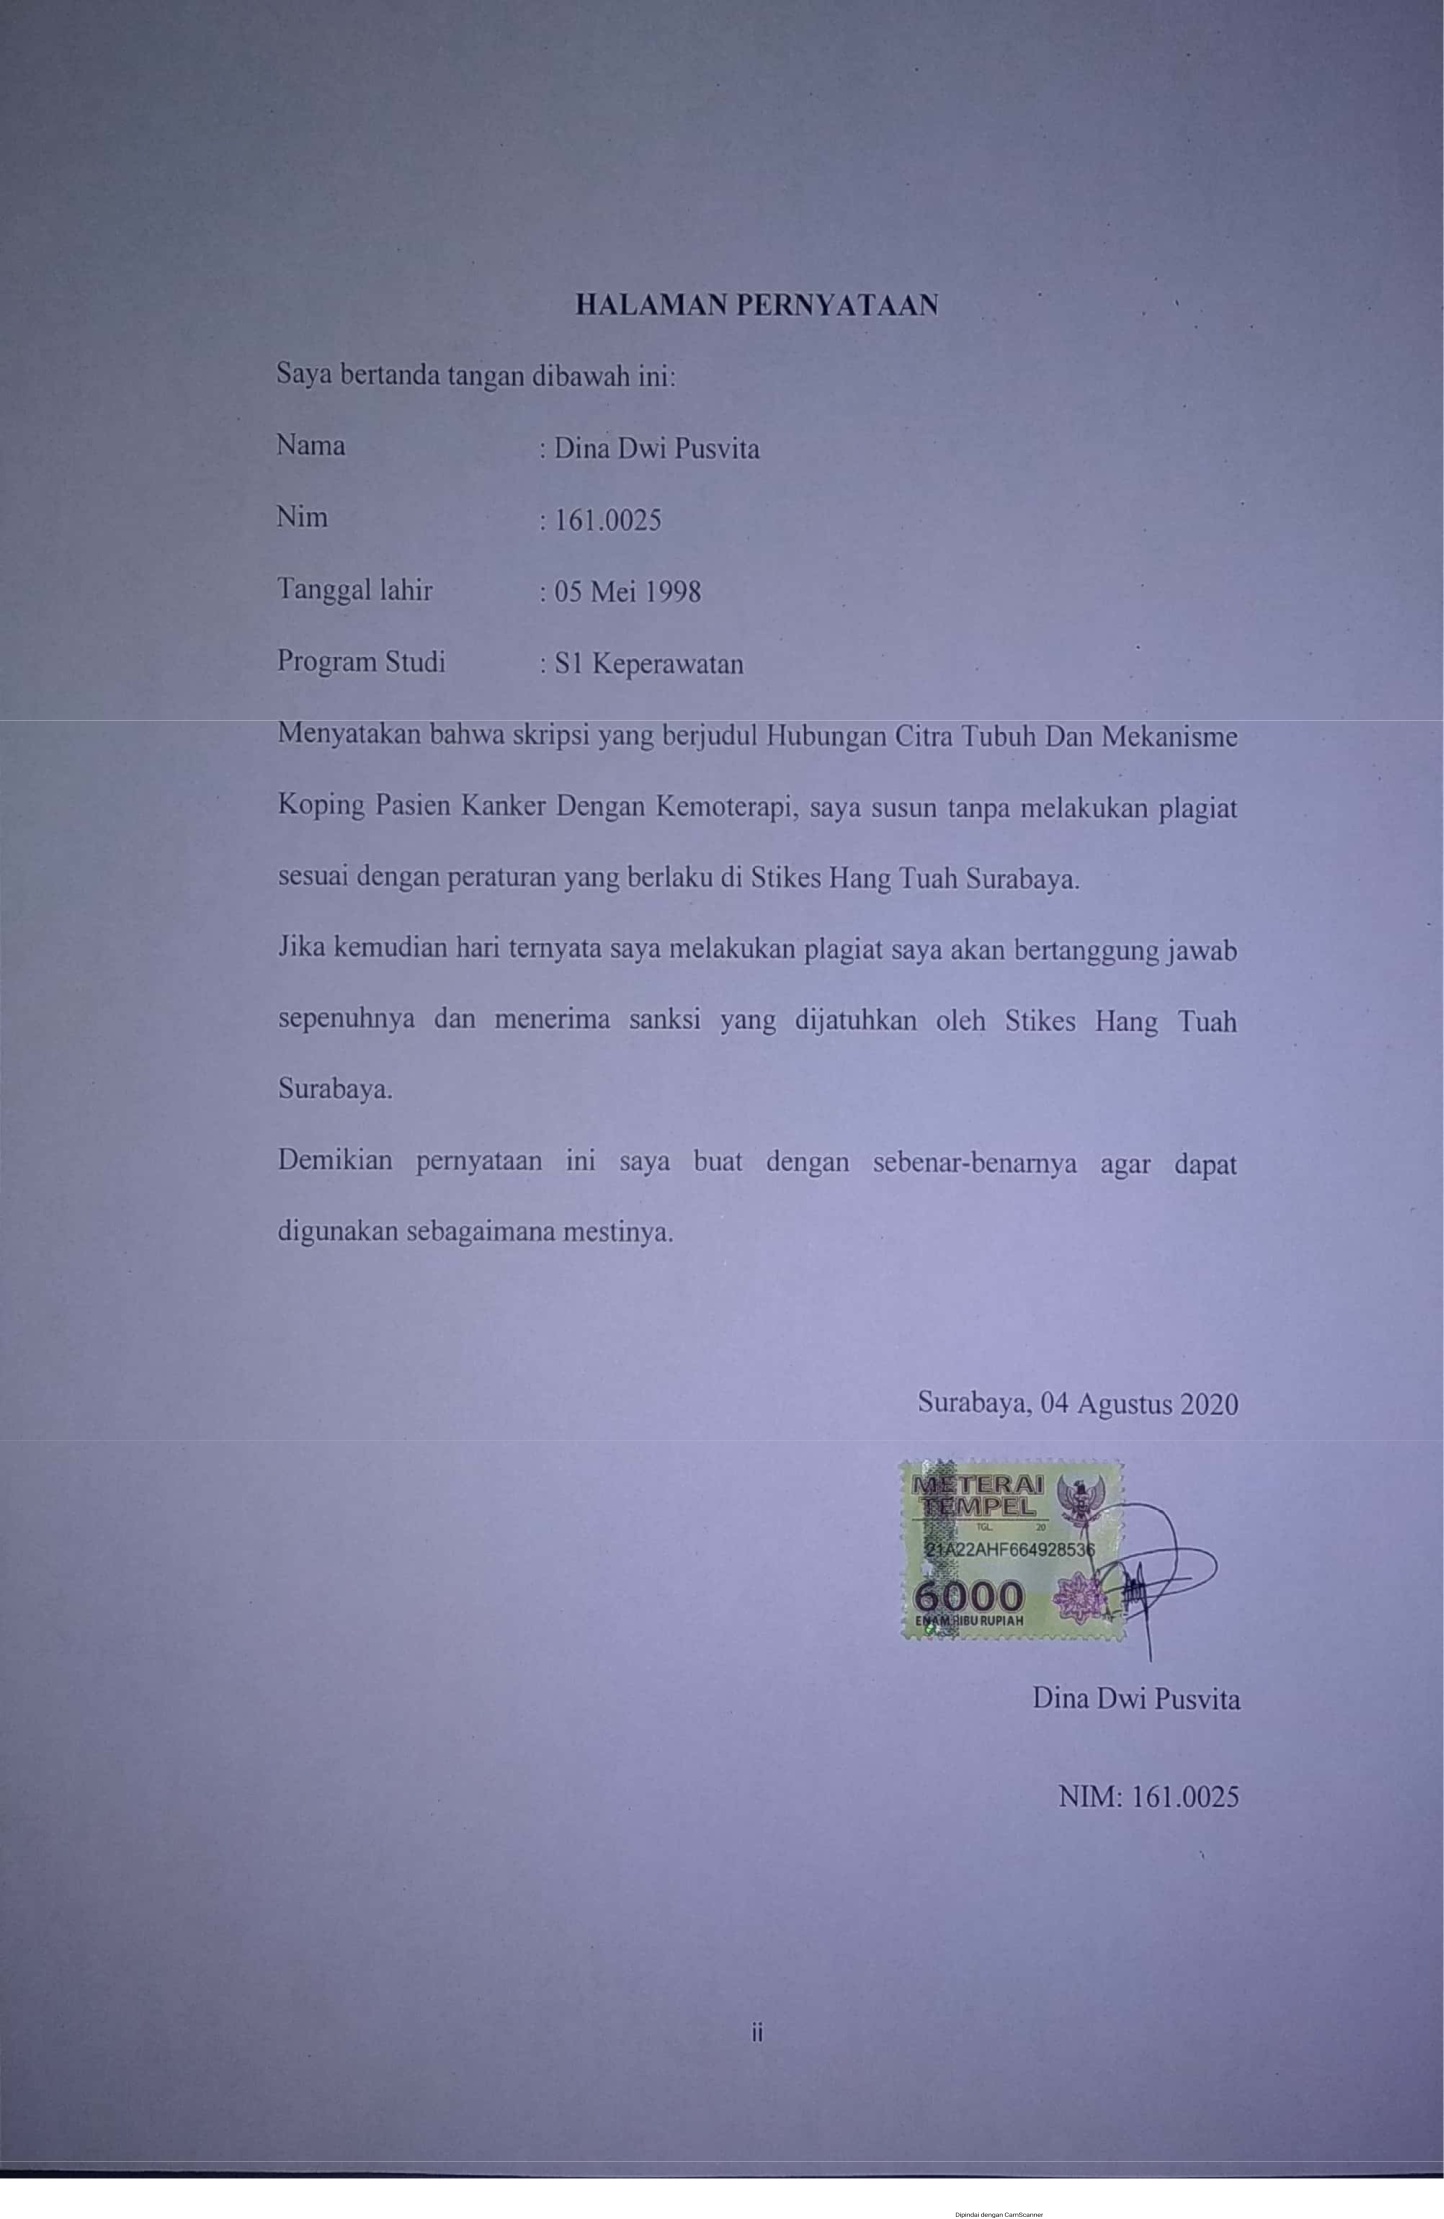 HALAMAN PERNYATAAN
Saya bertanda tangan dibawah ini:
Nama : Dina Dwi Pusvita
Nim : 161.0025
Tanggal lahir : 05 Mei 1998
Program Studi : S1 Keperawatan
Menyatakan bahwa skripsi yang berjudul Hubungan Citra Tubuh Dan Mekanisme
Koping Pasien Kanker Dengan Kemoterapi, saya susun tanpa melakukan plagiat
sesuai dengan peraturan yang berlaku di Stikes Hang Tuah Surabaya.
Jika kemudian hari ternyata saya melakukan plagiat saya akan bertanggung jawab
sepenuhnya dan menerima sanksi yang dijatuhkan oleh Stikes Hang Tuah
Surabaya.
Demikian pernyataan ini saya buat dengan sebenar-benarnya agar dapat
digunakan sebagaimana mestinya.
Surabaya, 04 Agustus 2020
METERAI
TEMPEL
TGL. 20
21A22AHF664928536
6000
ENAM RIBU RUPIAH
Dina Dwi Pusvita
NIM: 161.0025
ii
Dipindai dengan CamScanner